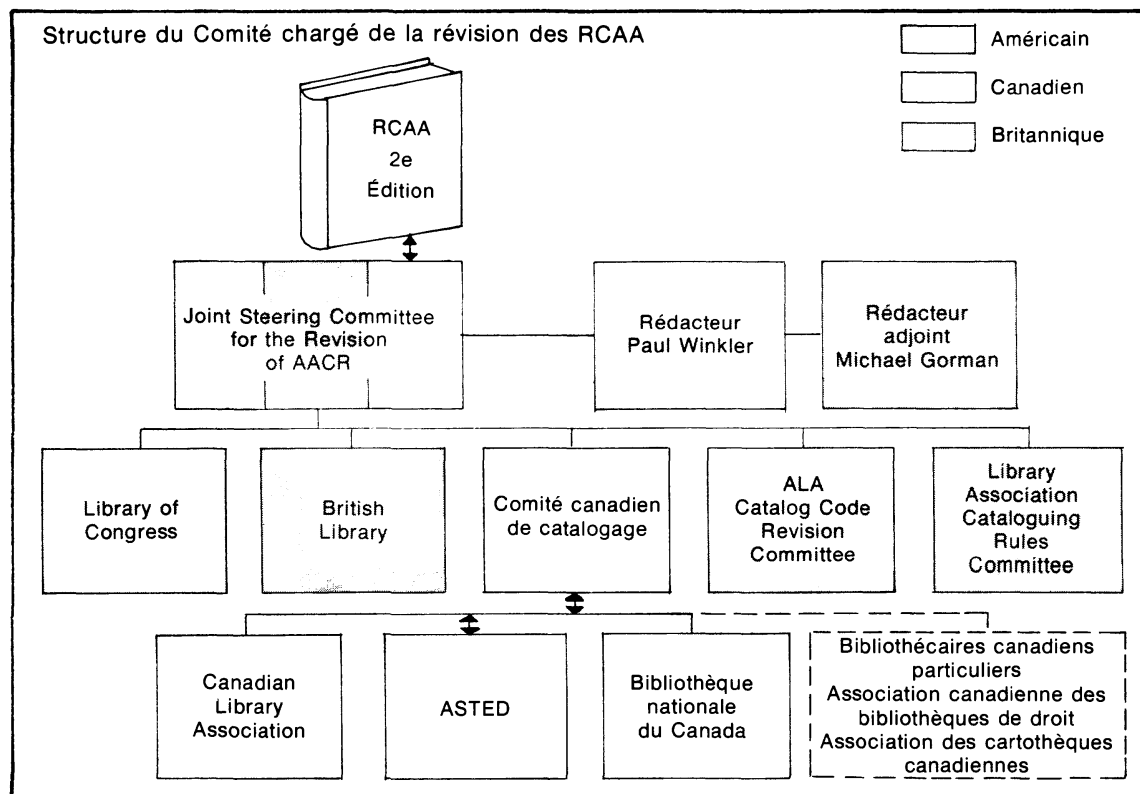 Structure du Comité chargé de la révision des RCAA
Américain
Canadien
Britannique
RCAA
2e
Édition
Joint Steering Committee
for the Revision
of AACR
Rédacteur
Paul Winkler
Rédacteur
adjoint
Michael Gorman
Library of
Congress
British
Library
Comité canadien
de catalogage
ALA
Catalog Code
Revision
Committee
Library
Association
Cataloguing
Rules
Committee
Canadian
Library
Association
ASTED
Bibliothèque
nationale
du Canada
Bibliothécaires canadiens
particuliers
Association canadienne des
bibliothèques de droit
Association des cartothèques
canadiennes